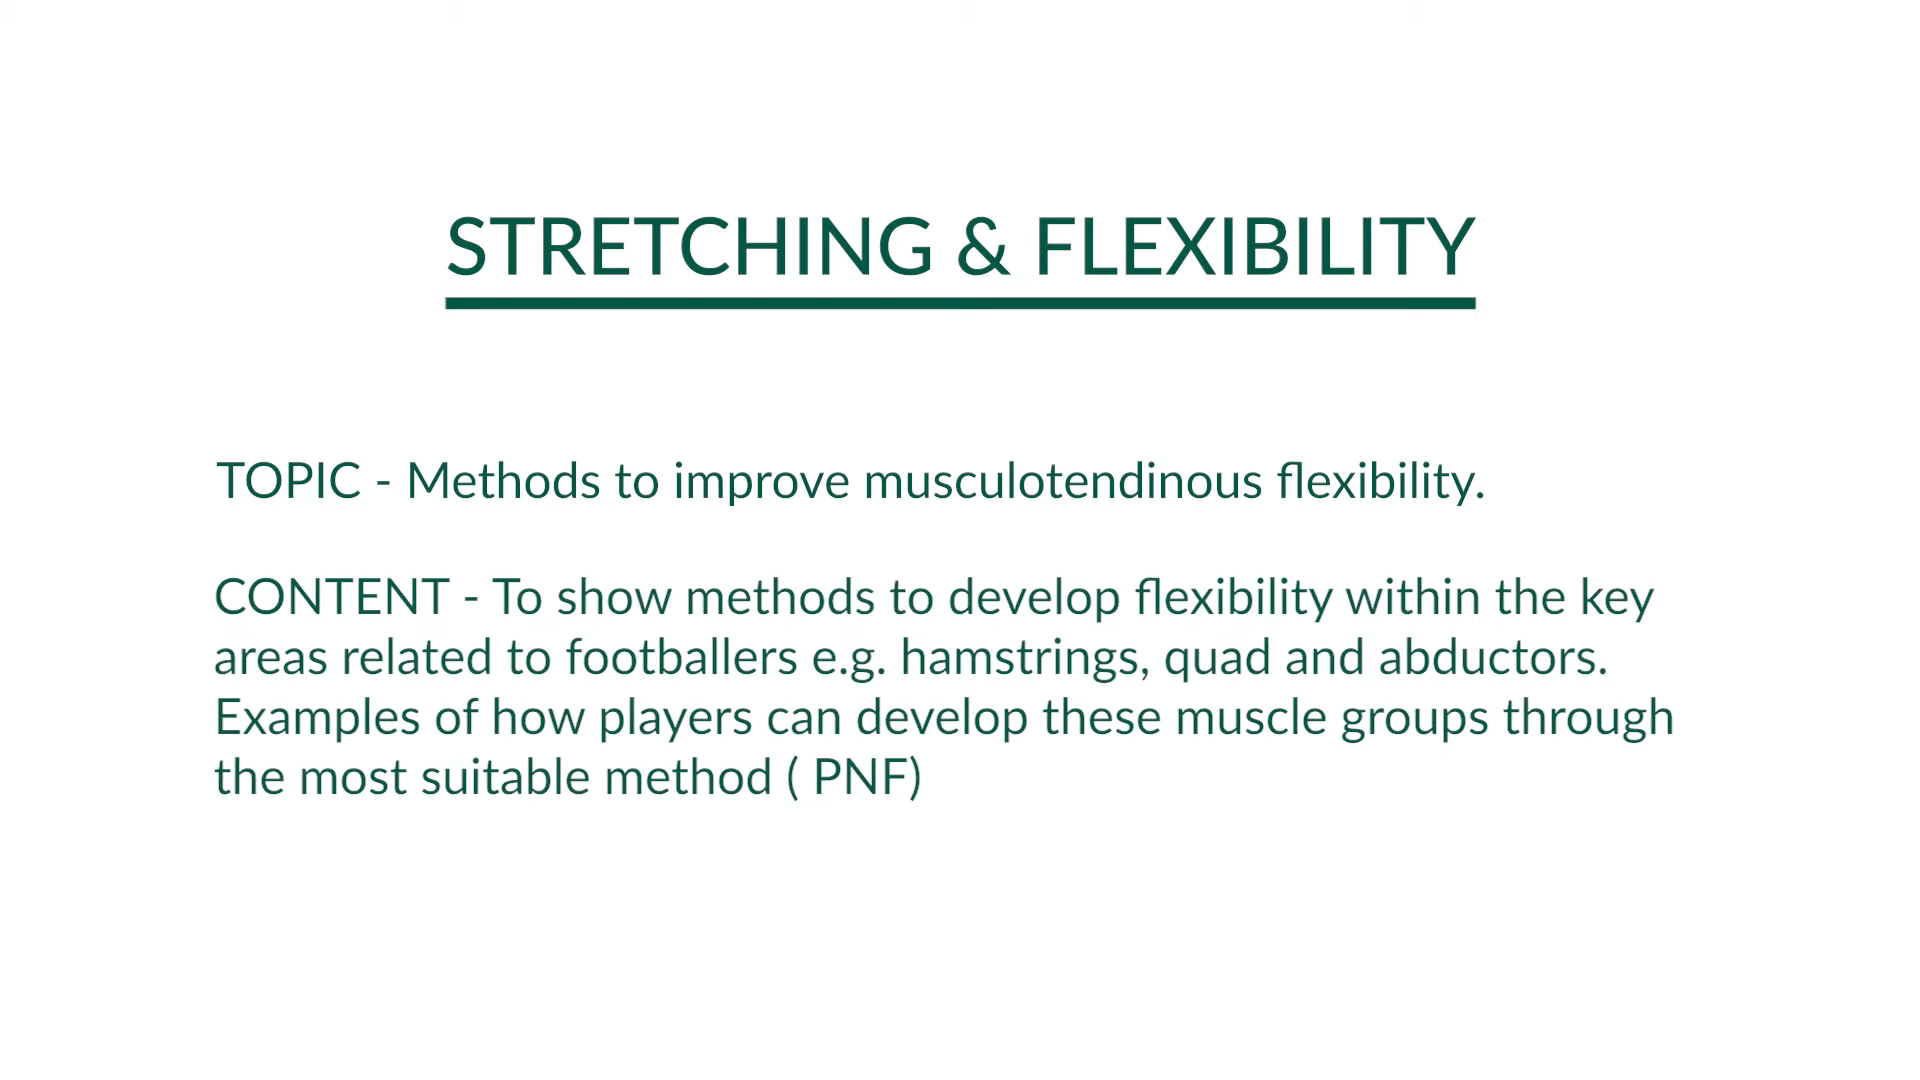 STRETCHING & FLEXIBILITY
TOPIC - Methods to improve musculotendinous flexibility.
CONTENT - To show methods to develop flexibility within the key
areas related to footballers e.g. hamstrings, quad and abductors.
Examples of how players can develop these muscle groups through
the most suitable method ( PNF)